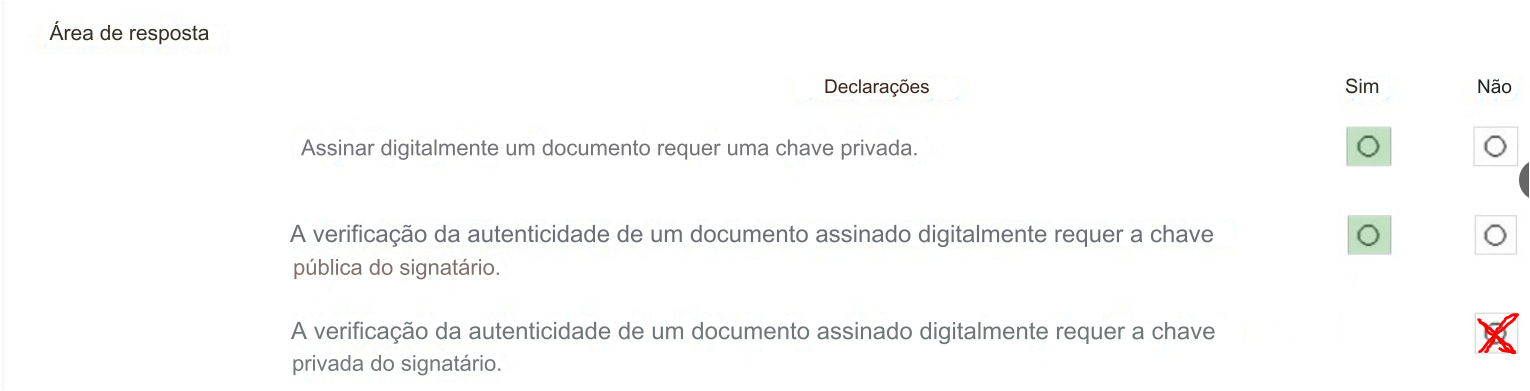 Área de resposta
Declarações Sim Não
Assinar digitalmente um documento requer uma chave privada.
A verificação da autenticidade de um documento assinado digitalmente requer a chave
pública do signatário.
A verificação da autenticidade de um documento assinado digitalmente requer a chave
privada do signatário.